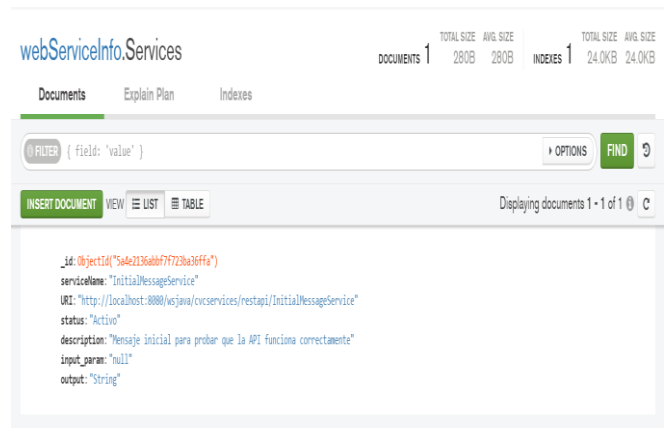 webServiceInfo.Services
DOCUMENTS 1 TOTAL SIZE 280B AVG. SIZE 280B INDEXES 1 TOTAL SIZE 24.0KB AVG. SIZE 24.0KB
Documents Explain Plan Indexes
FILTER { field: 'value' } OPTIONS FIND
INSERT DOCUMENT VIEW LIST TABLE Displaying documents 1 - 1 of 1
_id: ObjectId("5a4e2136abbf7f723ba36ffa")
serviceName: "InitialMessageService"
URI: "http://localhost:8080/wsjava/cvcservices/restapi/InitialMessageService"
status: "Activo"
description: "Mensaje inicial para probar que la API funciona correctamente"
input_param: "null"
output: "String"